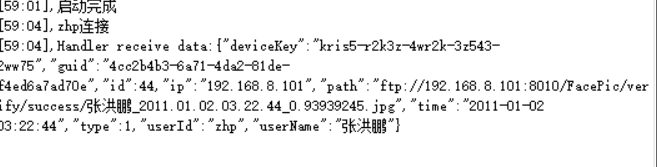 [59:01],启动完成
[59:04],zhp连接
[59:04],Handler receive data:{"deviceKey":"kris5-r2k3z-4wr2k-3z543-
2ww75","guid":"4cc2b4b3-6a71-4da2-81de-
f4ed6a7ad70e","id":44,"ip":"192.168.8.101","path":"ftp://192.168.8.101:8010/FacePic/ver
ify/success/张洪鹏_2011.01.02.03.22.44_0.93939245.jpg","time":"2011-01-02
03:22:44","type":1,"userId":"zhp","userName":"张洪鹏"}